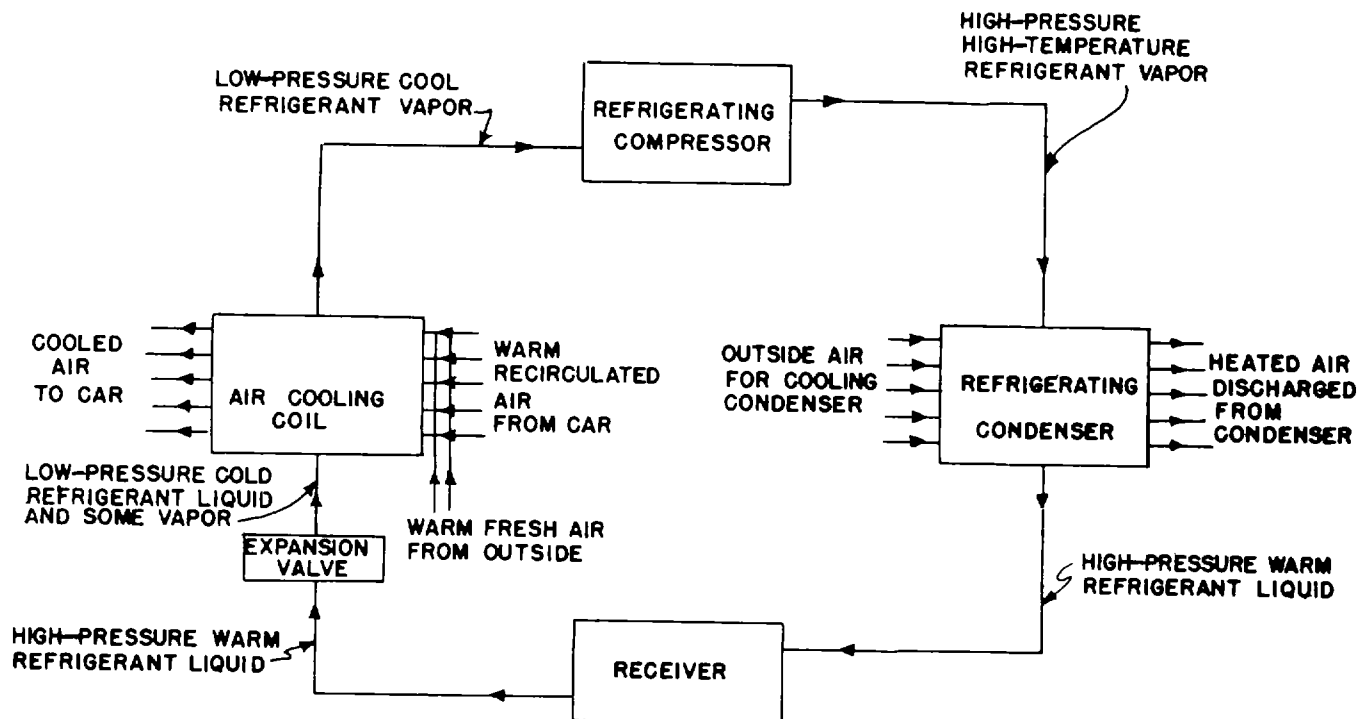 HIGH-PRESSURE
HIGH-TEMPERATURE
REFRIGERANT VAPOR
LOW-PRESSURE COOL
REFRIGERANT VAPOR
REFRIGERATING
COMPRESSOR
COOLED
AIR
TO CAR
AIR COOLING
COIL
WARM
RECIRCULATED
AIR
FROM CAR
OUTSIDE AIR
FOR COOLING
CONDENSER
REFRIGERATING
CONDENSER
HEATED AIR
DISCHARGED
FROM
CONDENSER
LOW-PRESSURE COLD
REFRIGERANT LIQUID
AND SOME VAPOR
WARM FRESH AIR
FROM OUTSIDE
EXPANSION
VALVE
HIGH-PRESSURE WARM
REFRIGERANT LIQUID
HIGH-PRESSURE WARM
REFRIGERANT LIQUID
RECEIVER